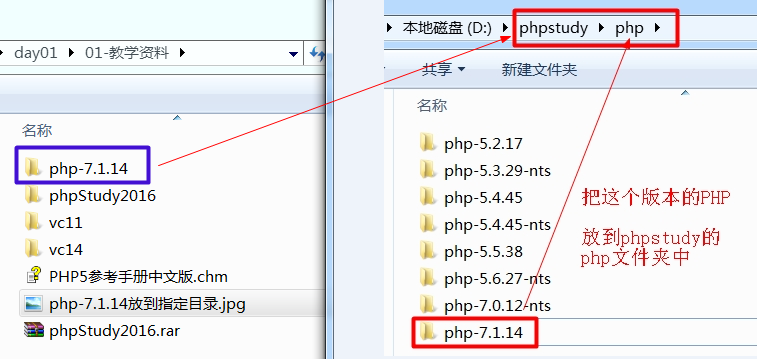 day01 01-教学资料
名称
php-7.1.14
phpStudy2016
vc11
vc14
PHP5参考手册中文版.chm
php-7.1.14放到指定目录.jpg
phpStudy2016.rar
本地磁盘 (D:) phpstudy php
共享 新建文件夹
名称
php-5.2.17
php-5.3.29-nts
php-5.4.45
php-5.4.45-nts
php-5.5.38
php-5.6.27-nts
php-7.0.12-nts
php-7.1.14
把这个版本的PHP
放到phpstudy的
php文件夹中